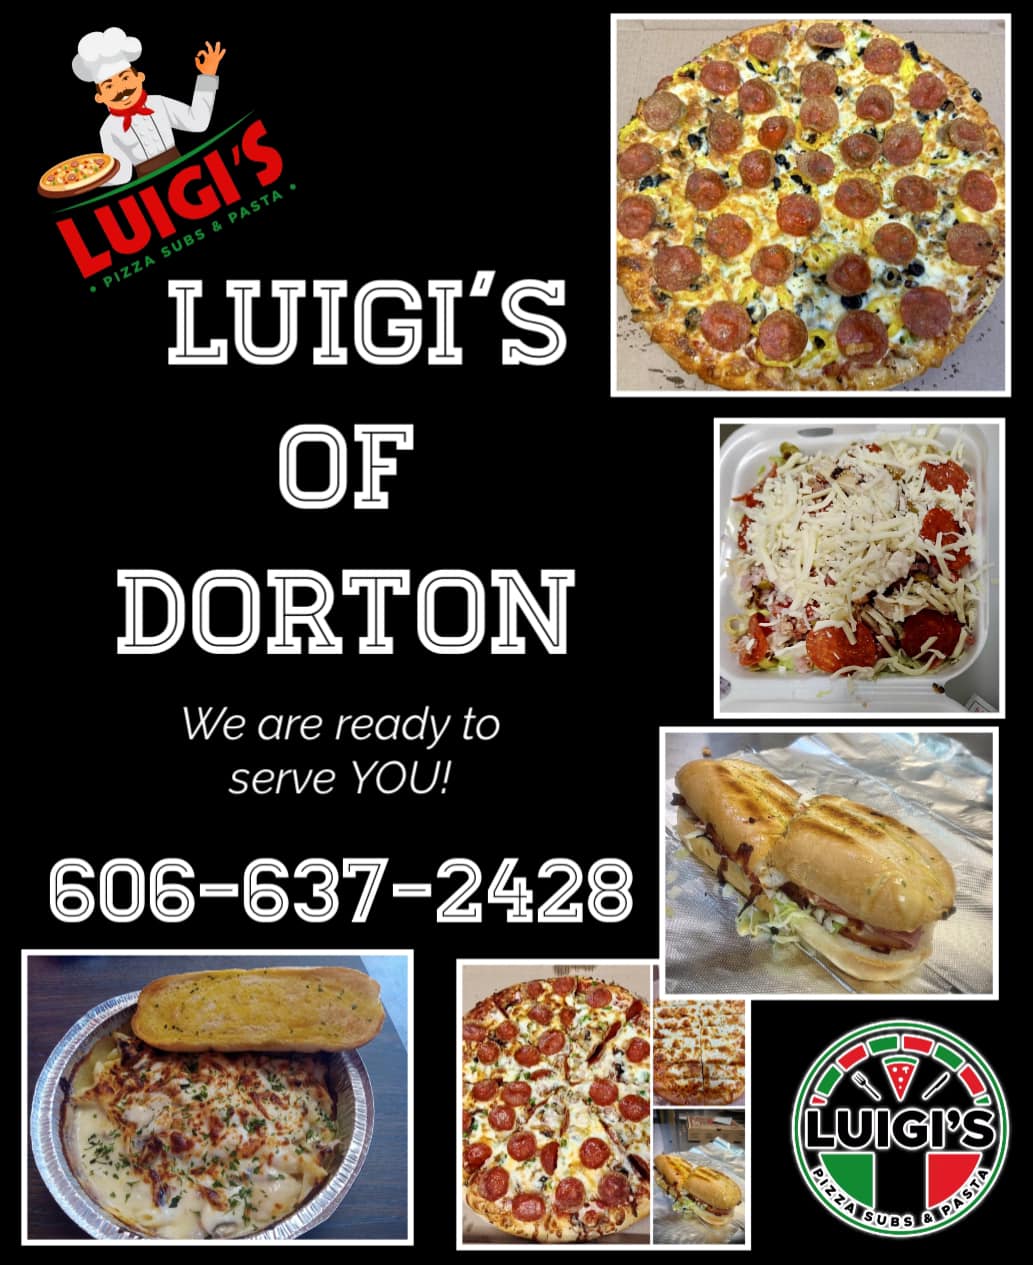 LUIGI'S
• PIZZA SUBS & PASTA •
LUIGI'S
OF
DORTON
We are ready to
serve YOU!
606-637-2428
LUIGI'S
PIZZA SUBS & PASTA